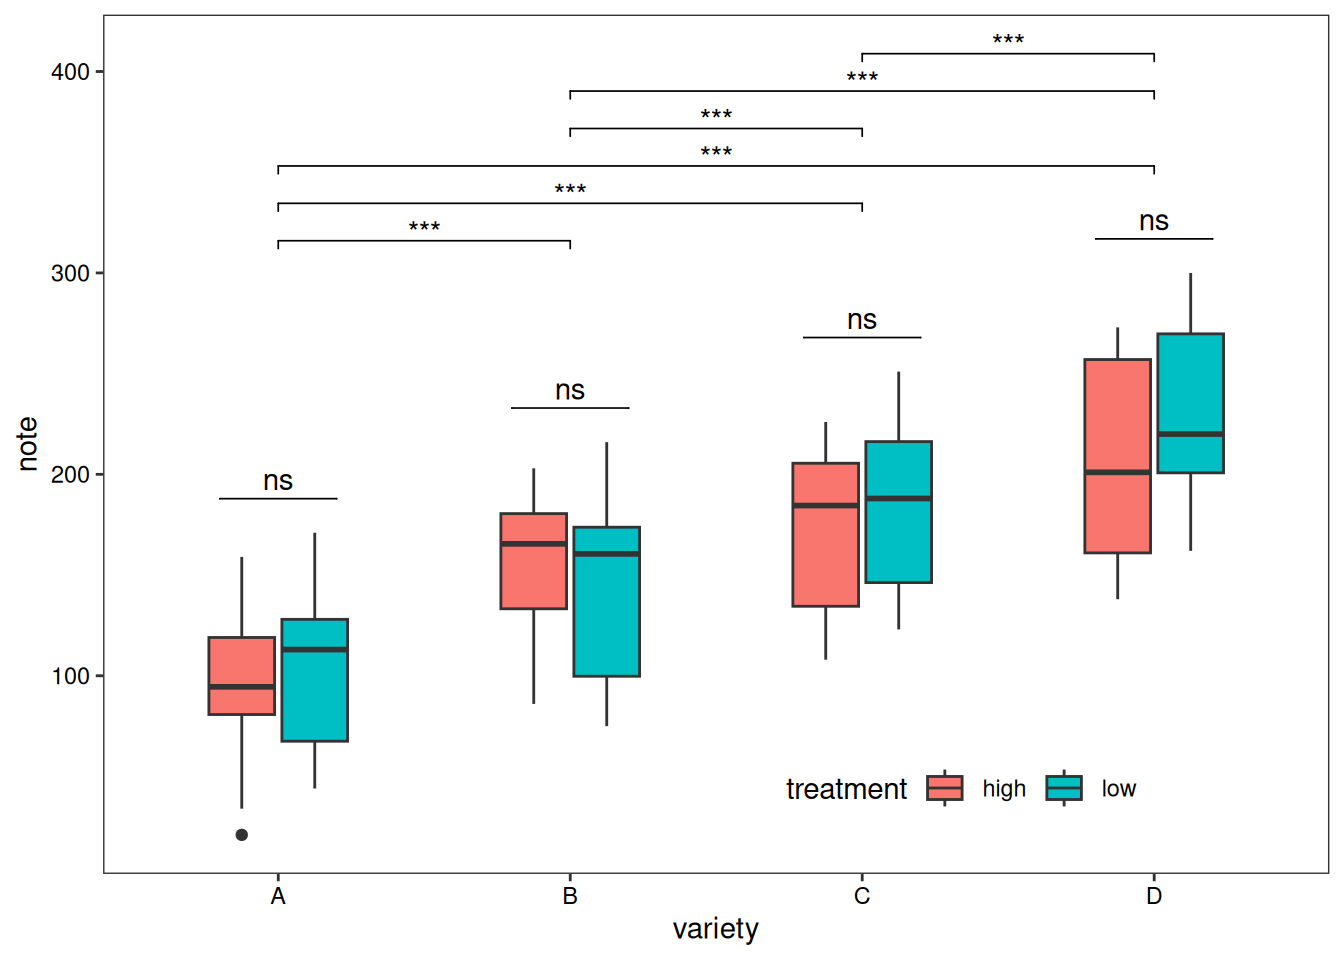 ***
400
***
***
***
***
ns
***
300
ns
ns
note
200
ns
100
treatment high low
A B C D
variety